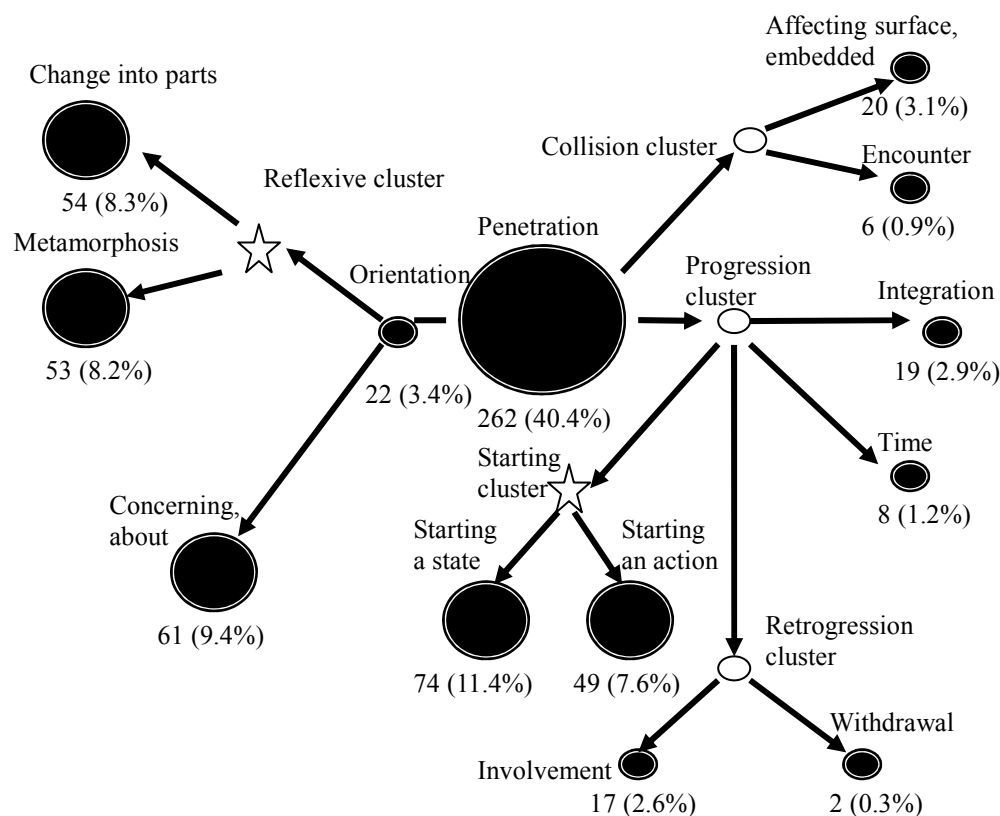 Affecting surface,
embedded
20 (3.1%)
Change into parts
54 (8.3%)
Collision cluster
Encounter
6 (0.9%)
Reflexive cluster
Metamorphosis
53 (8.2%)
Orientation
22 (3.4%)
Penetration
262 (40.4%)
Progression
cluster
Integration
19 (2.9%)
Time
8 (1.2%)
Concerning,
about
61 (9.4%)
Starting
cluster
Starting
a state
74 (11.4%)
Starting
an action
49 (7.6%)
Retrogression
cluster
Involvement
17 (2.6%)
Withdrawal
2 (0.3%)